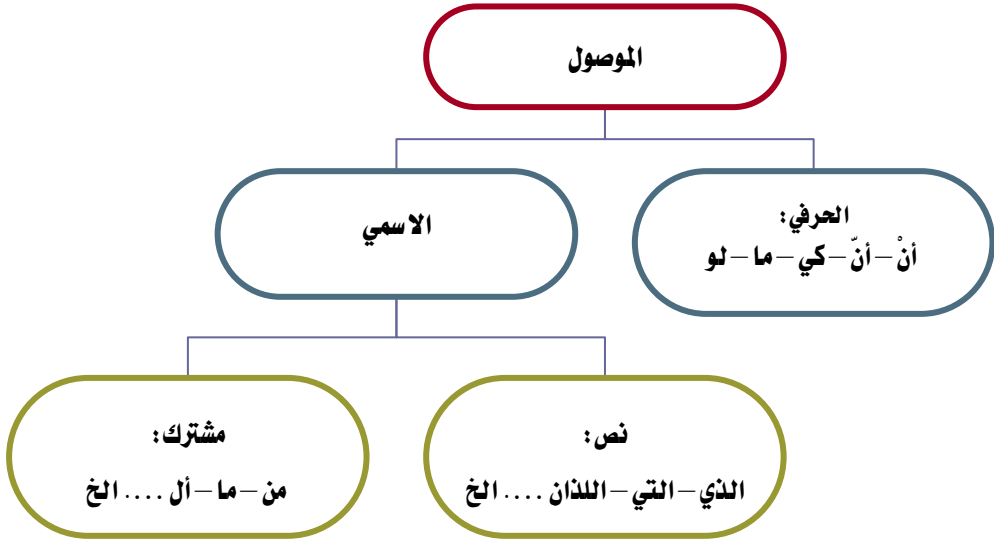 الموصول
الحرفي:
أنْ – أنّ – كي – ما – لو
الاسمي
نص:
الذي – التي – اللذان .... الخ
مشترك:
من – ما – أل .... الخ